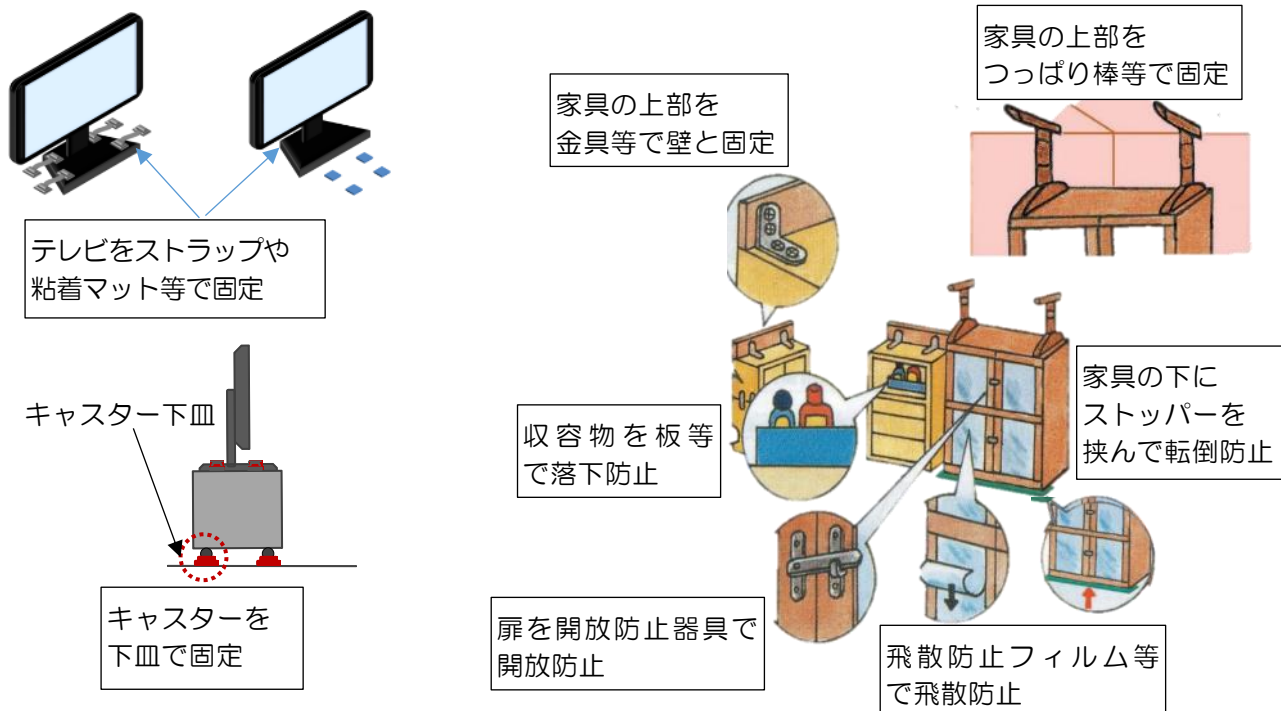 家具の上部を
つっぱり棒等で固定
家具の上部を
金具等で壁と固定
テレビをストラップや
粘着マット等で固定
キャスター下皿
家具の下に
ストッパーを
挟んで転倒防止
収容物を板等
で落下防止
キャスターを
下皿で固定
扉を開放防止器具で
開放防止
飛散防止フィルム等
で飛散防止